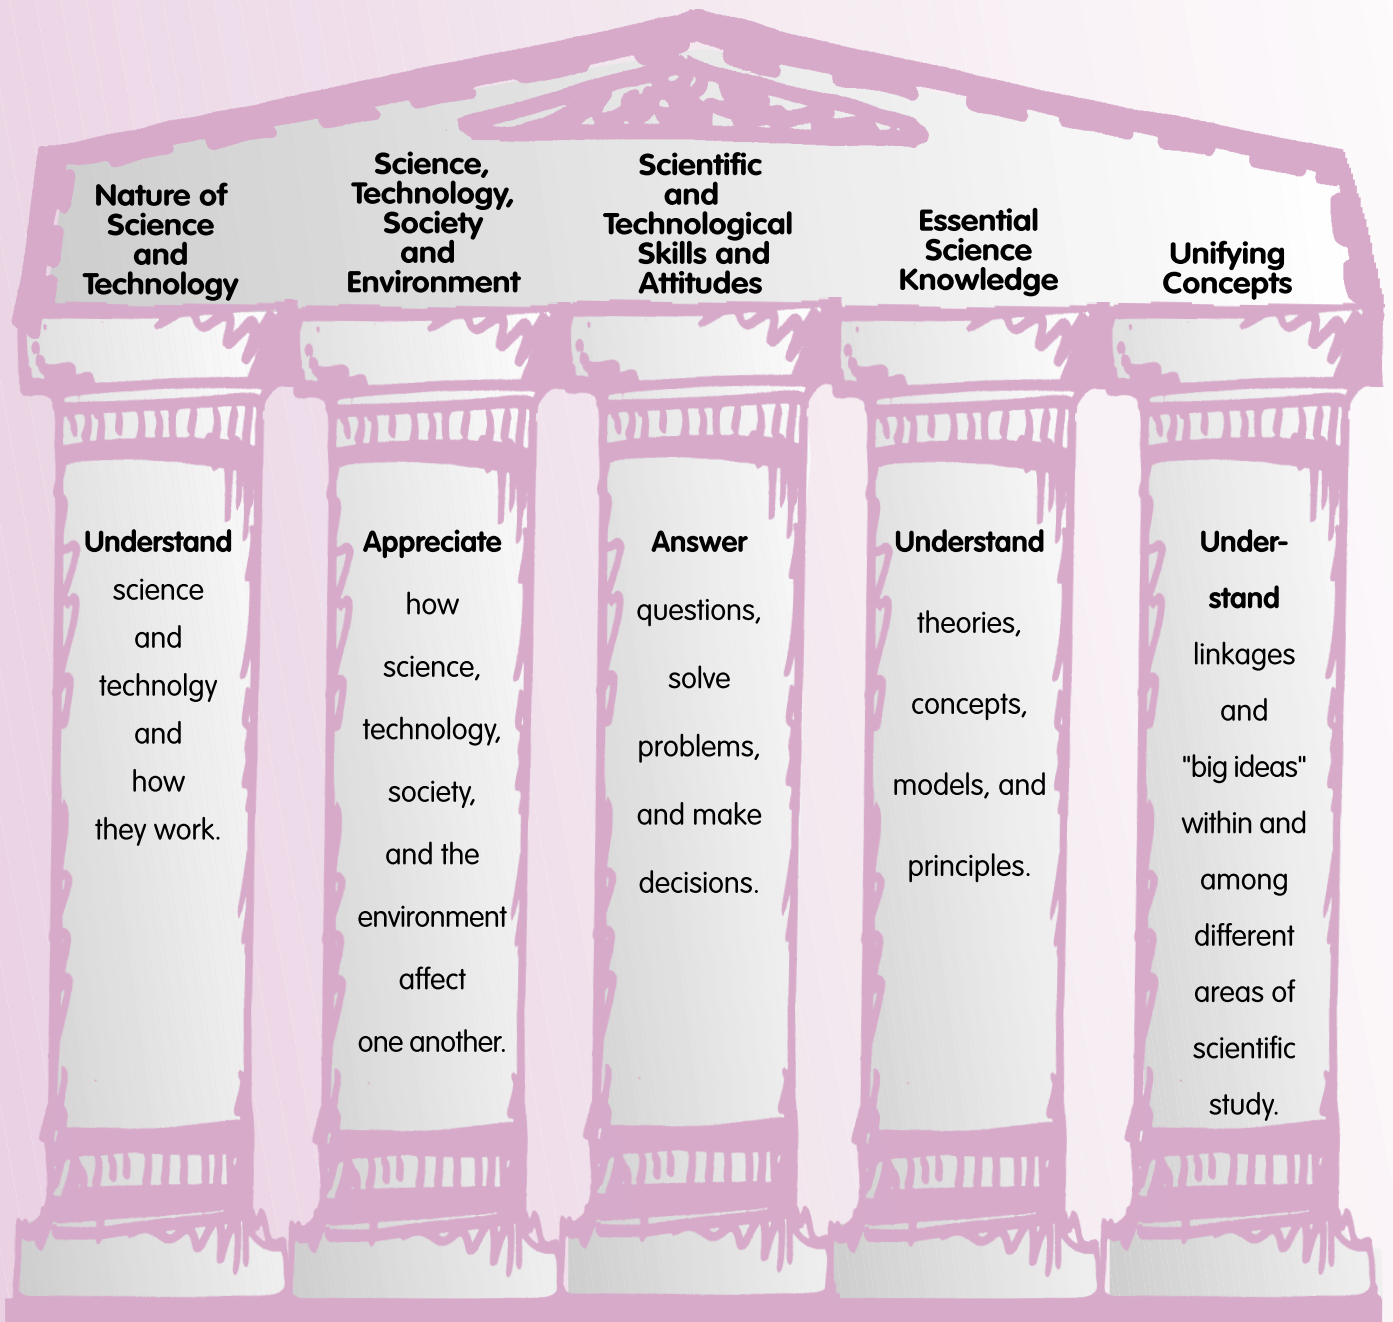 Nature of
Science
and
Technology
Science,
Technology,
Society
and
Environment
Scientific
and
Technological
Skills and
Attitudes
Essential
Science
Knowledge
Unifying
Concepts
Understand
science
and
technolgy
and
how
they work.
Appreciate
how
science,
technology,
society,
and the
environment
affect
one another.
Answer
questions,
solve
problems,
and make
decisions.
Understand
theories,
concepts,
models, and
principles.
Under-
stand
linkages
and
"big ideas"
within and
among
different
areas of
scientific
study.